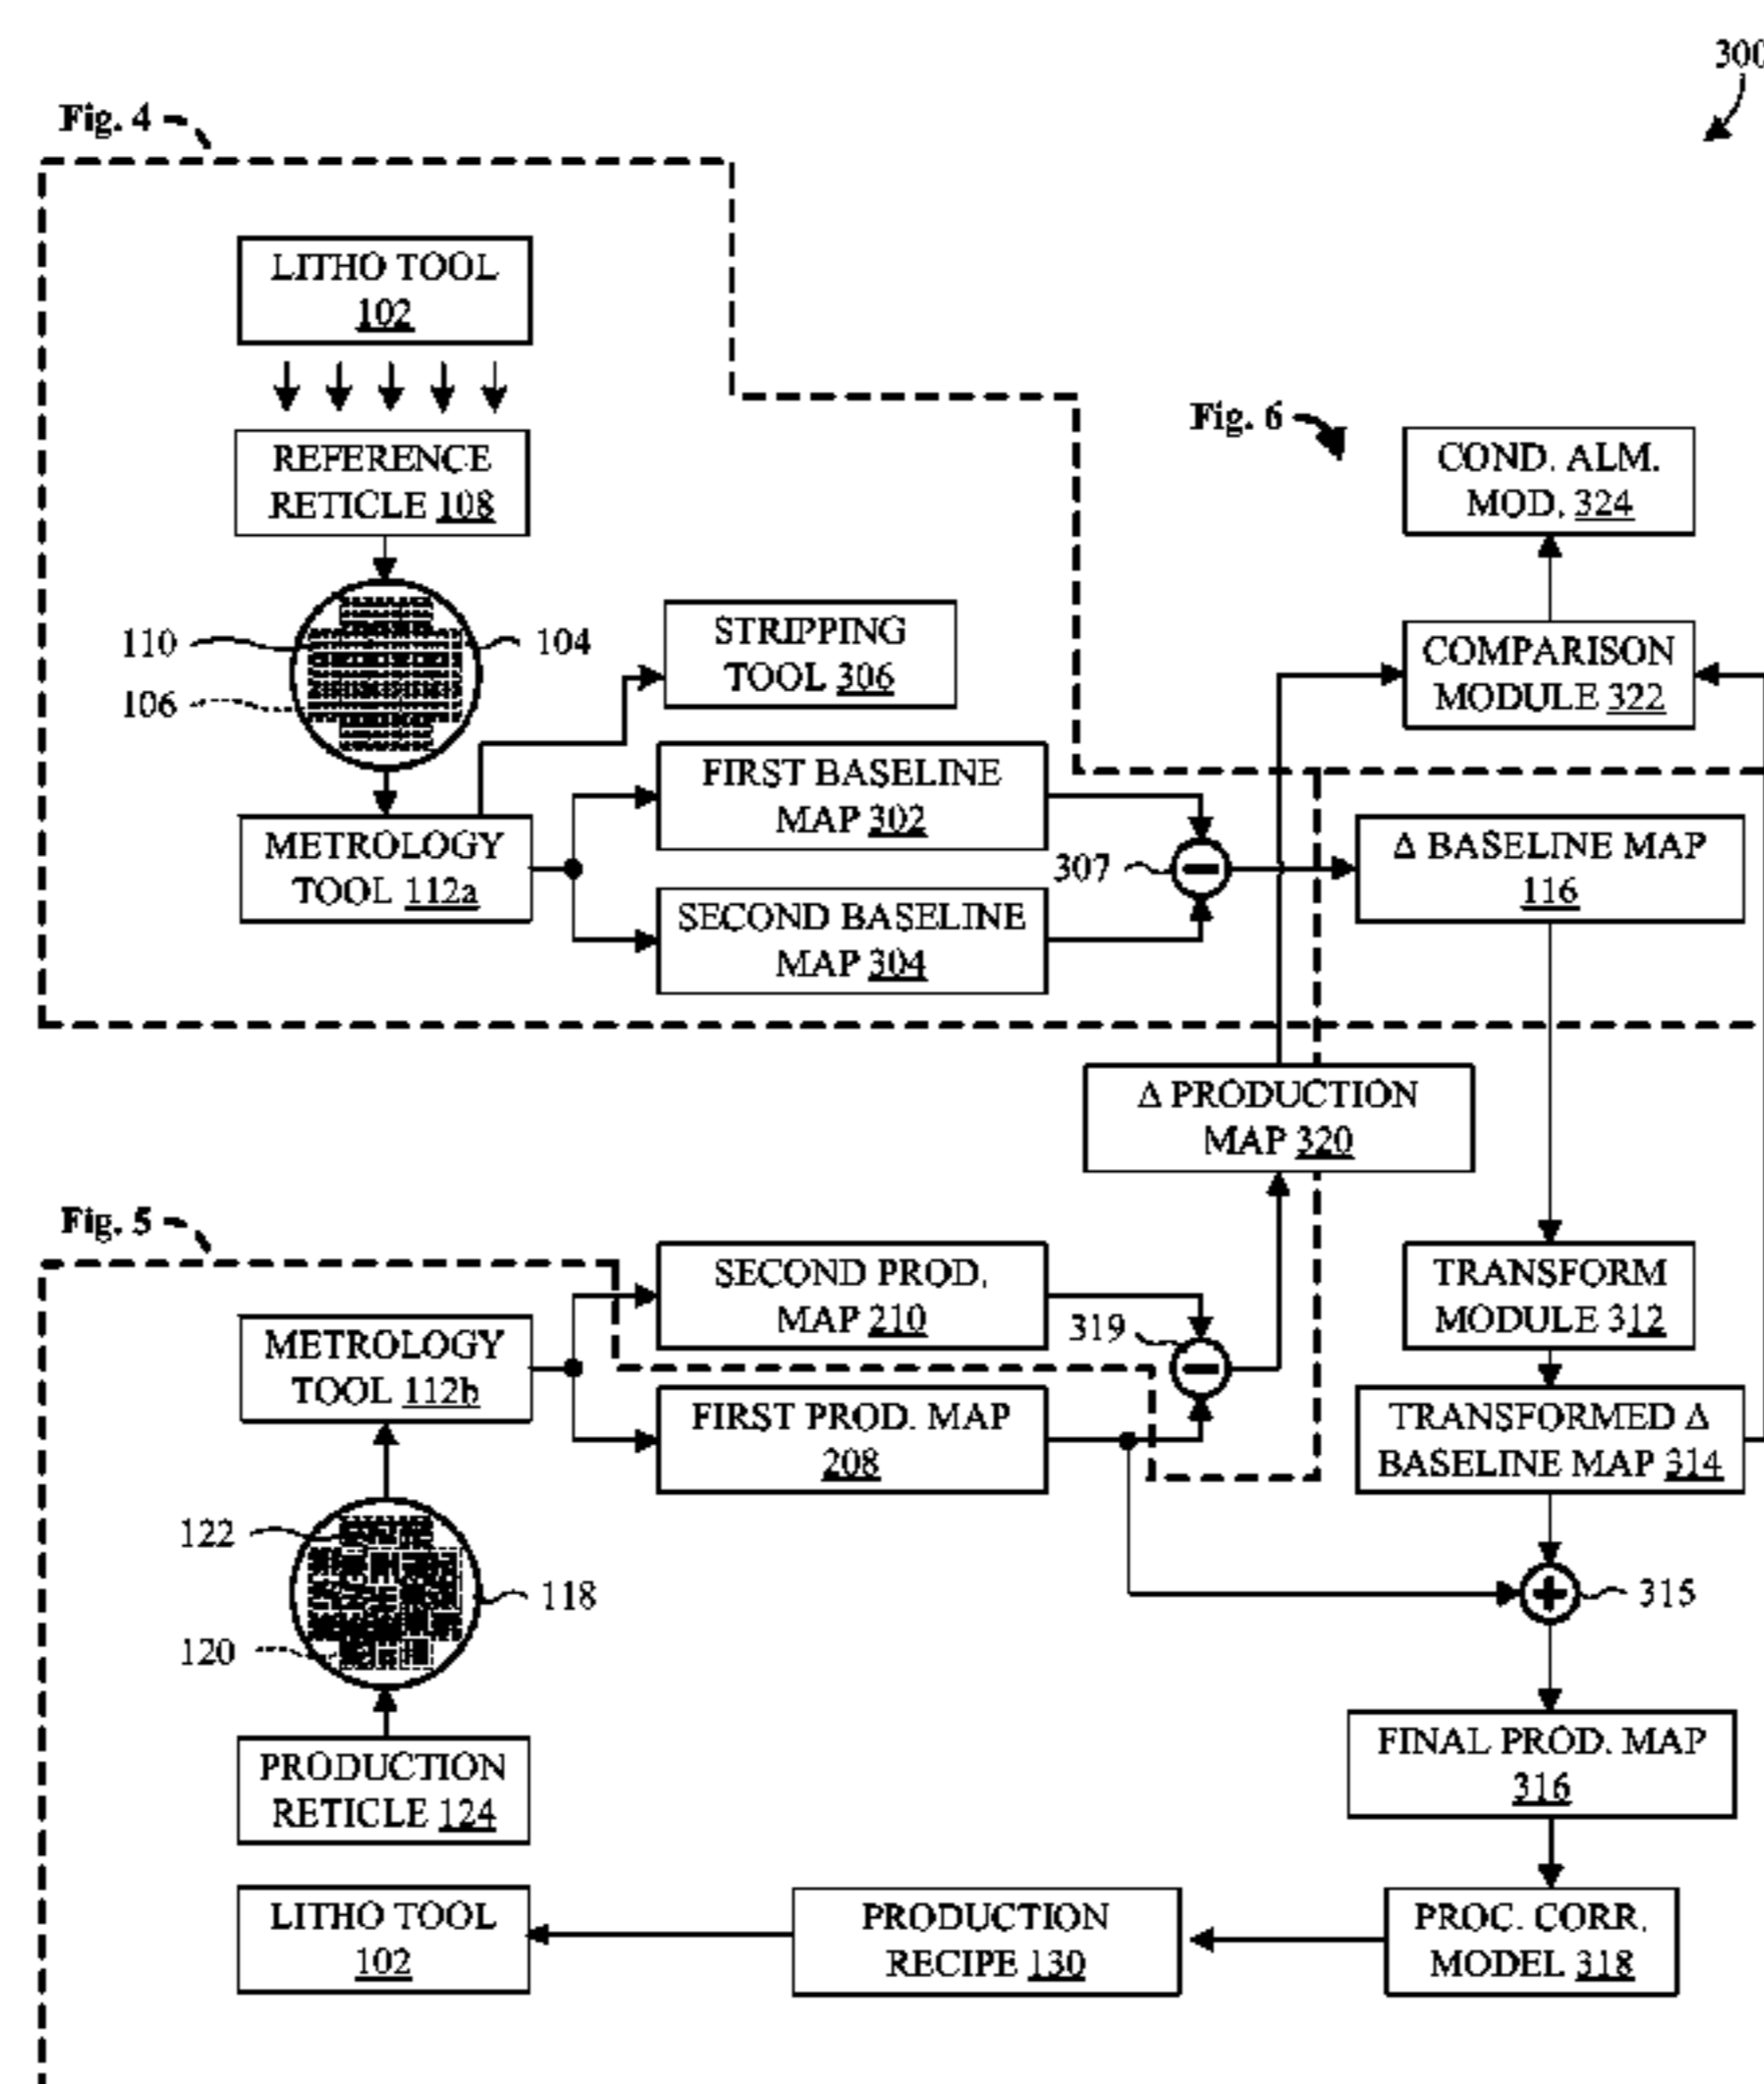 300
Fig. 4
LITHO TOOL
102
REFERENCE
RETICLE 108
Fig. 6
COND. ALM.
MOD. 324
110
104
106
STRIPPING
TOOL 306
COMPARISON
MODULE 322
METROLOGY
TOOL 112a
FIRST BASELINE
MAP 302
307
Δ BASELINE MAP
116
SECOND BASELINE
MAP 304
Δ PRODUCTION
MAP 320
Fig. 5
METROLOGY
TOOL 112b
SECOND PROD.
MAP 210
319
TRANSFORM
MODULE 312
FIRST PROD. MAP
208
TRANSFORMED Δ
BASELINE MAP 314
122
118
120
315
PRODUCTION
RETICLE 124
FINAL PROD. MAP
316
LITHO TOOL
102
PRODUCTION
RECIPE 130
PROC. CORR.
MODEL 318